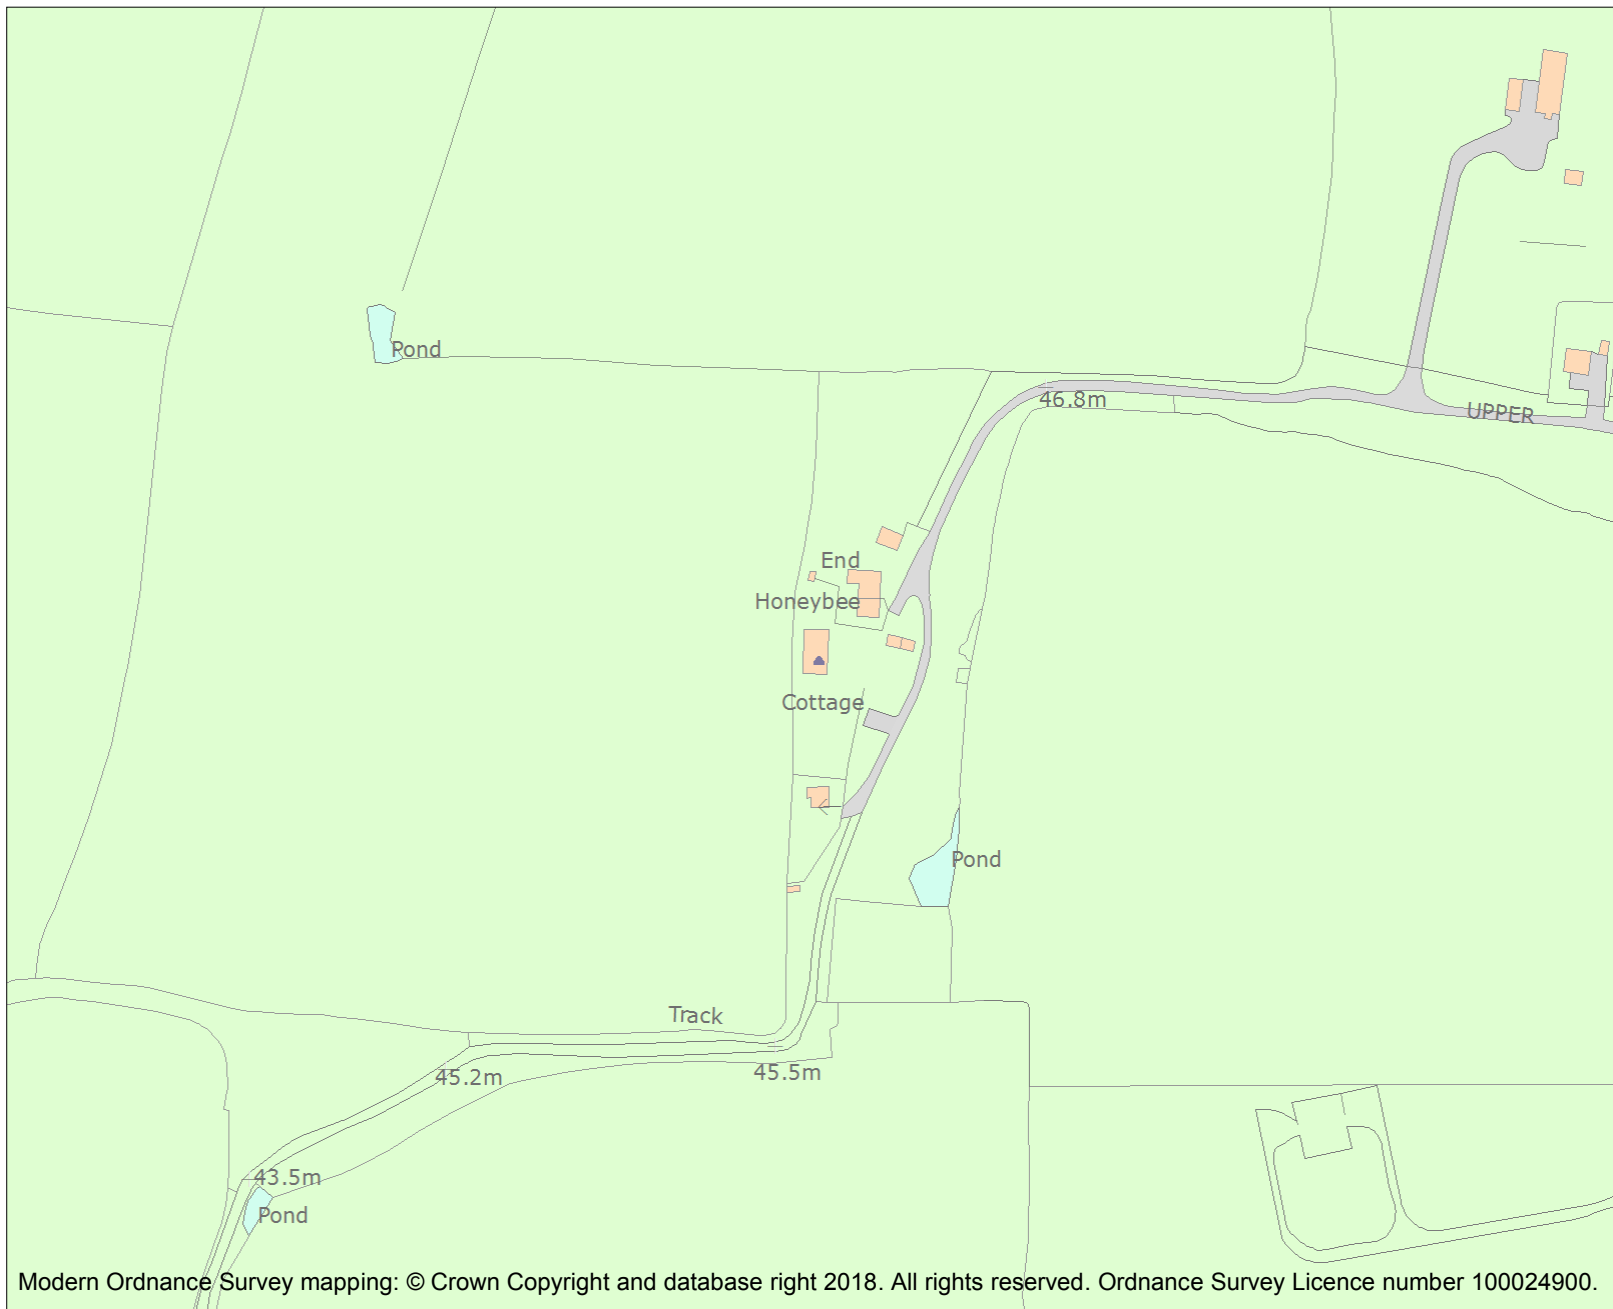 Pond
46.8m
UPPER
End
Honeybee
Cottage
Pond
Track
45.2m
45.5m
43.5m
Pond
Modern Ordnance Survey mapping: © Crown Copyright and database right 2018. All rights reserved. Ordnance Survey Licence number 100024900.